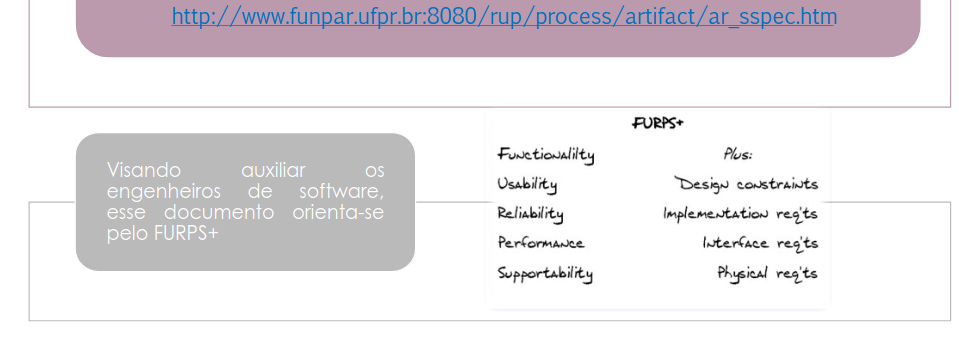 http://www.funpar.ufpr.br:8080/rup/process/artifact/ar_sspec.htm
Visando auxiliar os
engenheiros de software,
esse documento orienta-se
pelo FURPS+
FURPS+
Functionalilty
Usability
Reliability
Performance
Supportability
Plus:
Design constraints
Implementation req'ts
Interface req'ts
Physical req'ts